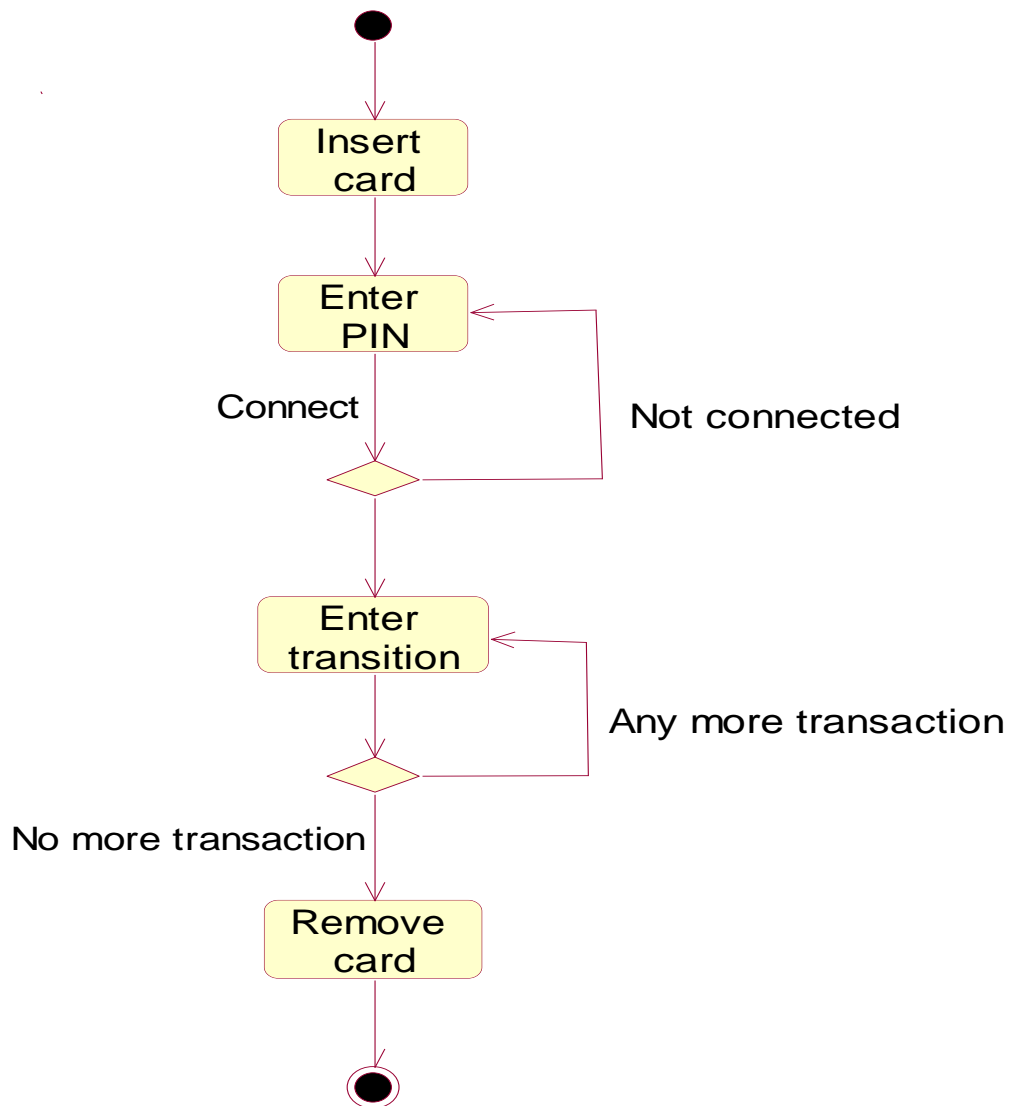 Insert
card
Enter
PIN
Connect
Not connected
Enter
transition
Any more transaction
No more transaction
Remove
card